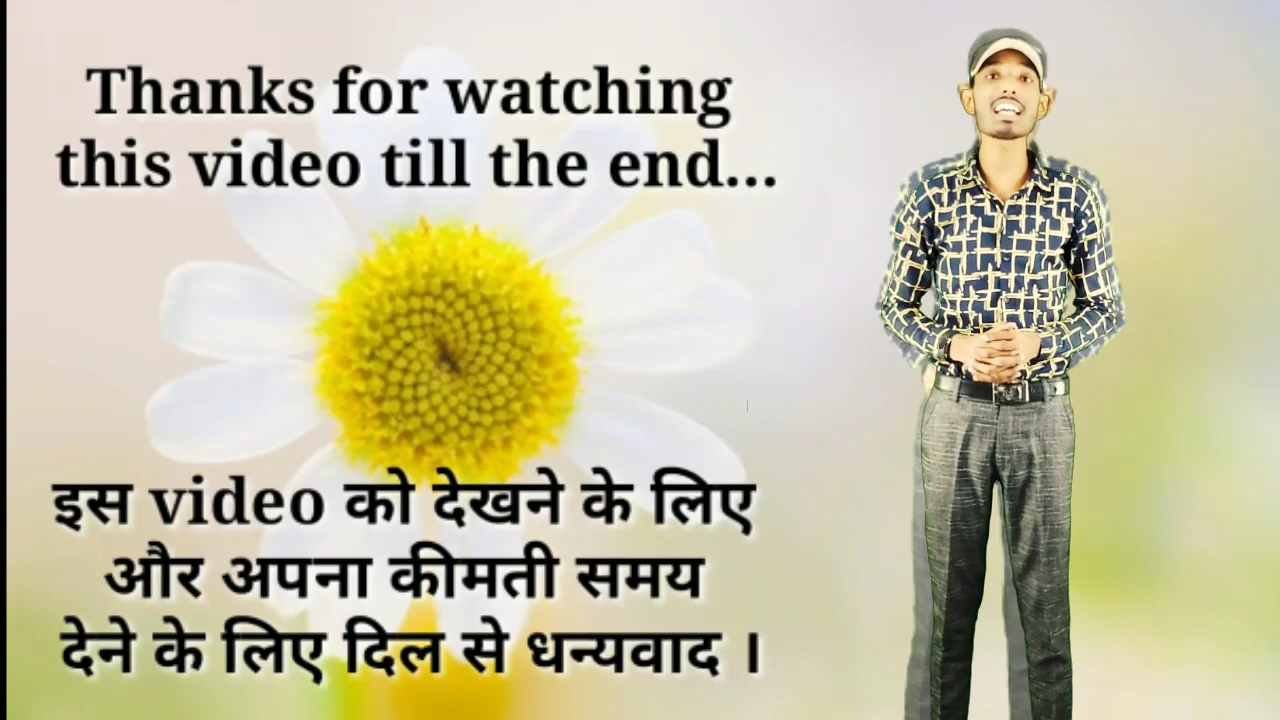 Thanks for watching
this video till the end...
इस video को देखने के लिए
और अपना कीमती समय
देने के लिए दिल से धन्यवाद ।